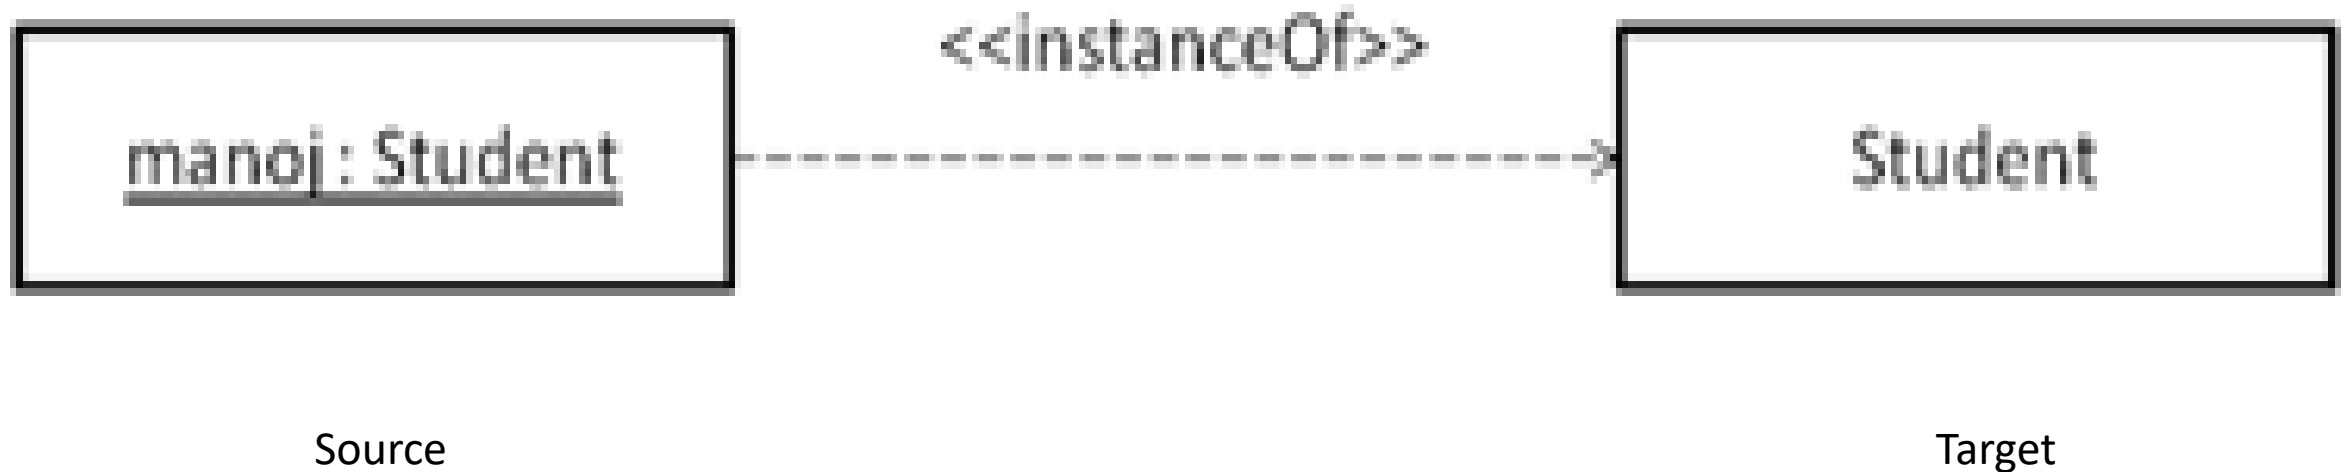 <<instanceOf>>
manoj : Student
Student
Source
Target